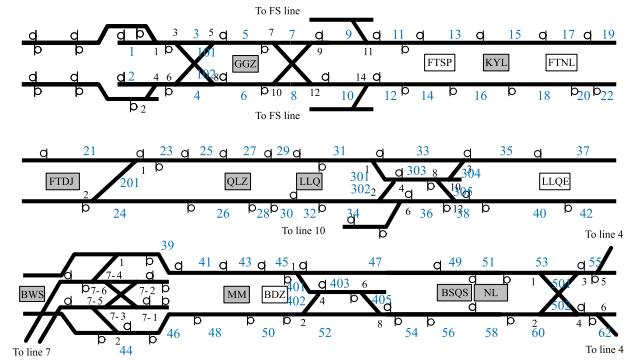 To FS line
3 3 5 7 7 9 9 11 13 15 17 19
1 1 101 5 11
GGZ FTSP KYL FTNL
2 102 4 8 14
6 4 6 10 8 12 10 12 14 16 18 20 22
2
To FS line
21 23 25 27 29 31 33 35 37
1 1 3
FTDJ 201 QLZ LLQ 301 303 304 LLQE
302 4 8 10 305
2 2
24 26 28 30 32 34 6 36 12 38 40 42
To line 10
39 To line 4
1 41 43 45 47 49 51 53 55
7-4 1 3 5
BWS 7-6 7-2 MM BDZ 401 403 6 BSQS NL 501
7-5 402 4 405 502
7-3 7-1 6
2 46 48 50 2 52 8 54 56 58 60 2 4 62
To line 7 44 To line 4